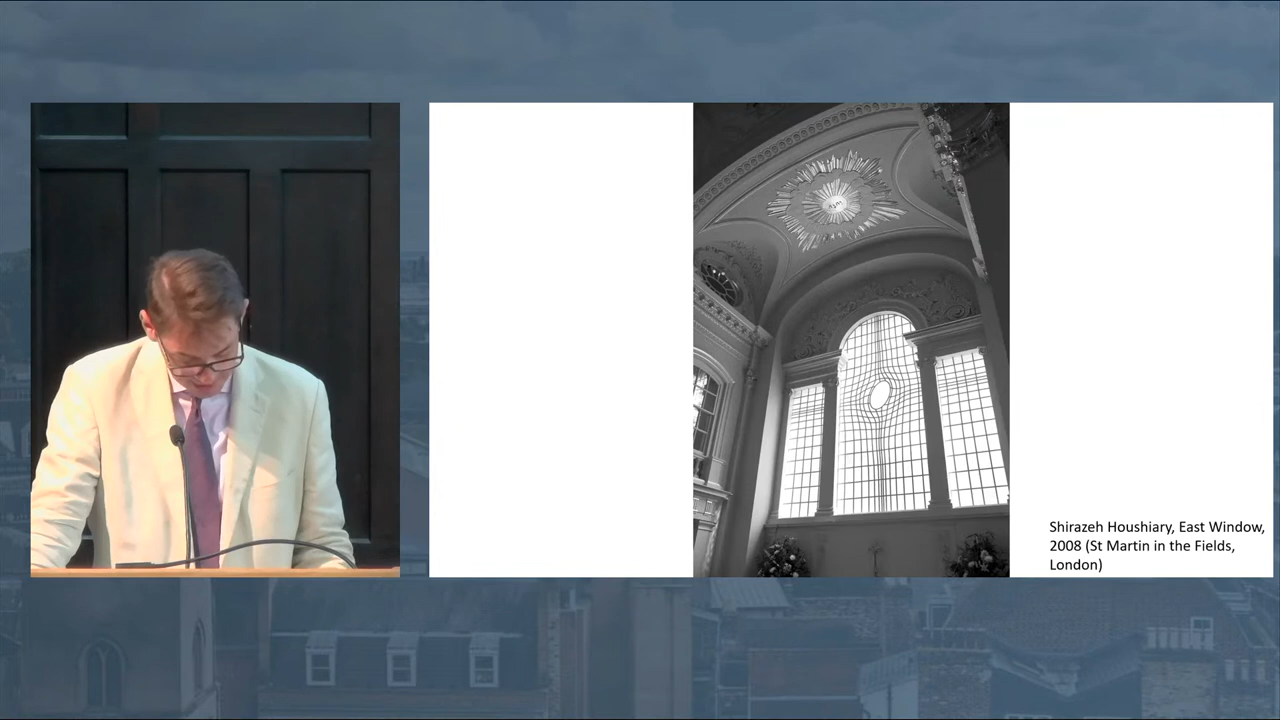 Shirazeh Houshiary, East Window,
2008 (St Martin in the Fields,
London)